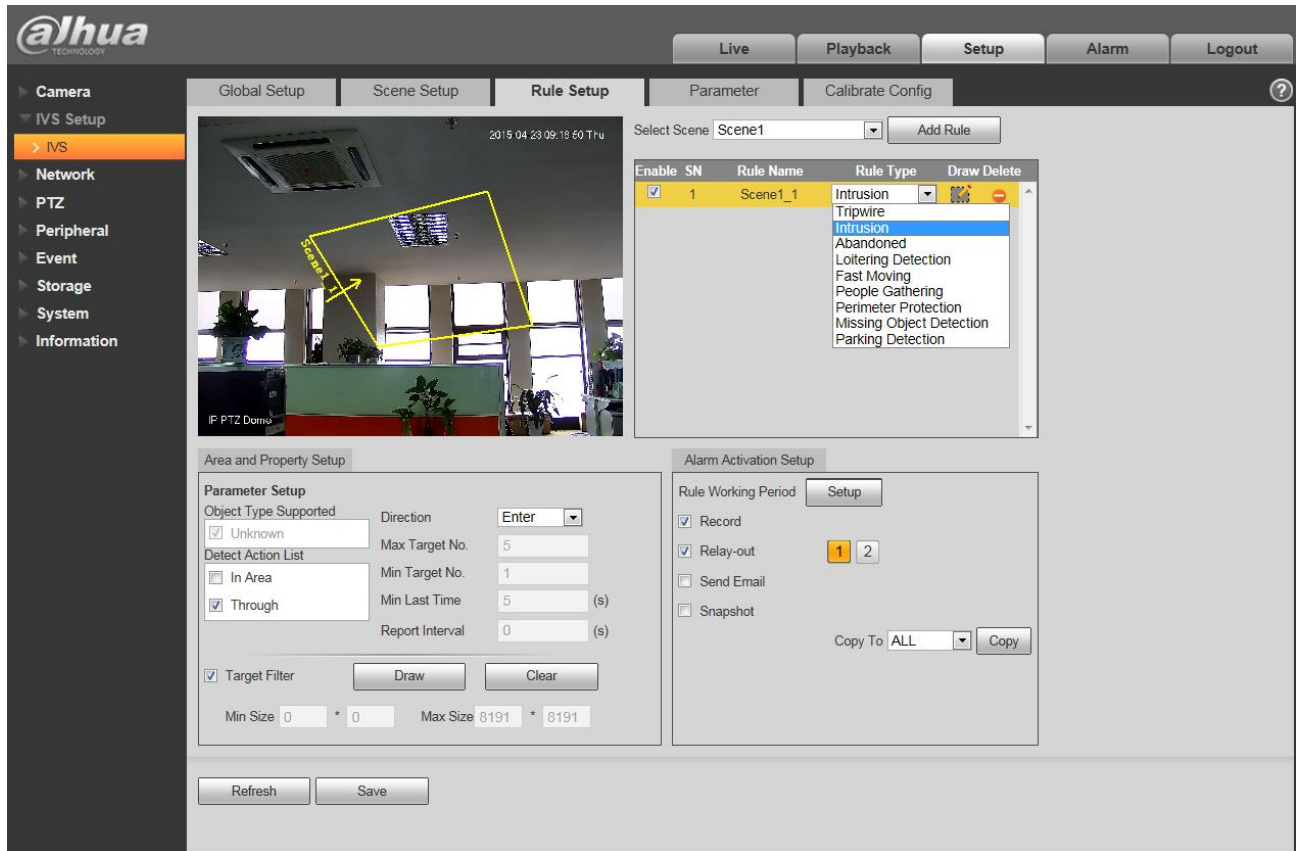 alhua
TECHNOLOGY
Live
Playback
Setup
Alarm
Logout
Camera
IVS Setup
IVS
Network
PTZ
Peripheral
Event
Storage
System
Information
Global Setup
Scene Setup
Rule Setup
Parameter
Calibrate Config
?
2015 04 23 09:18 50 Thu
Scene1_1
IP PTZ Dome
Select Scene Scene1 Add Rule
Enable SN Rule Name Rule Type Draw Delete
1 Scene1_1 Intrusion
Tripwire
Intrusion
Abandoned
Loitering Detection
Fast Moving
People Gathering
Perimeter Protection
Missing Object Detection
Parking Detection
Area and Property Setup
Parameter Setup
Object Type Supported
Unknown
Detect Action List
In Area
Through
Direction Enter
Max Target No. 5
Min Target No. 1
Min Last Time 5 (s)
Report Interval 0 (s)
Target Filter Draw Clear
Min Size 0 * 0 Max Size 8191 * 8191
Alarm Activation Setup
Rule Working Period Setup
Record
Relay-out 1 2
Send Email
Snapshot
Copy To ALL Copy
Refresh Save